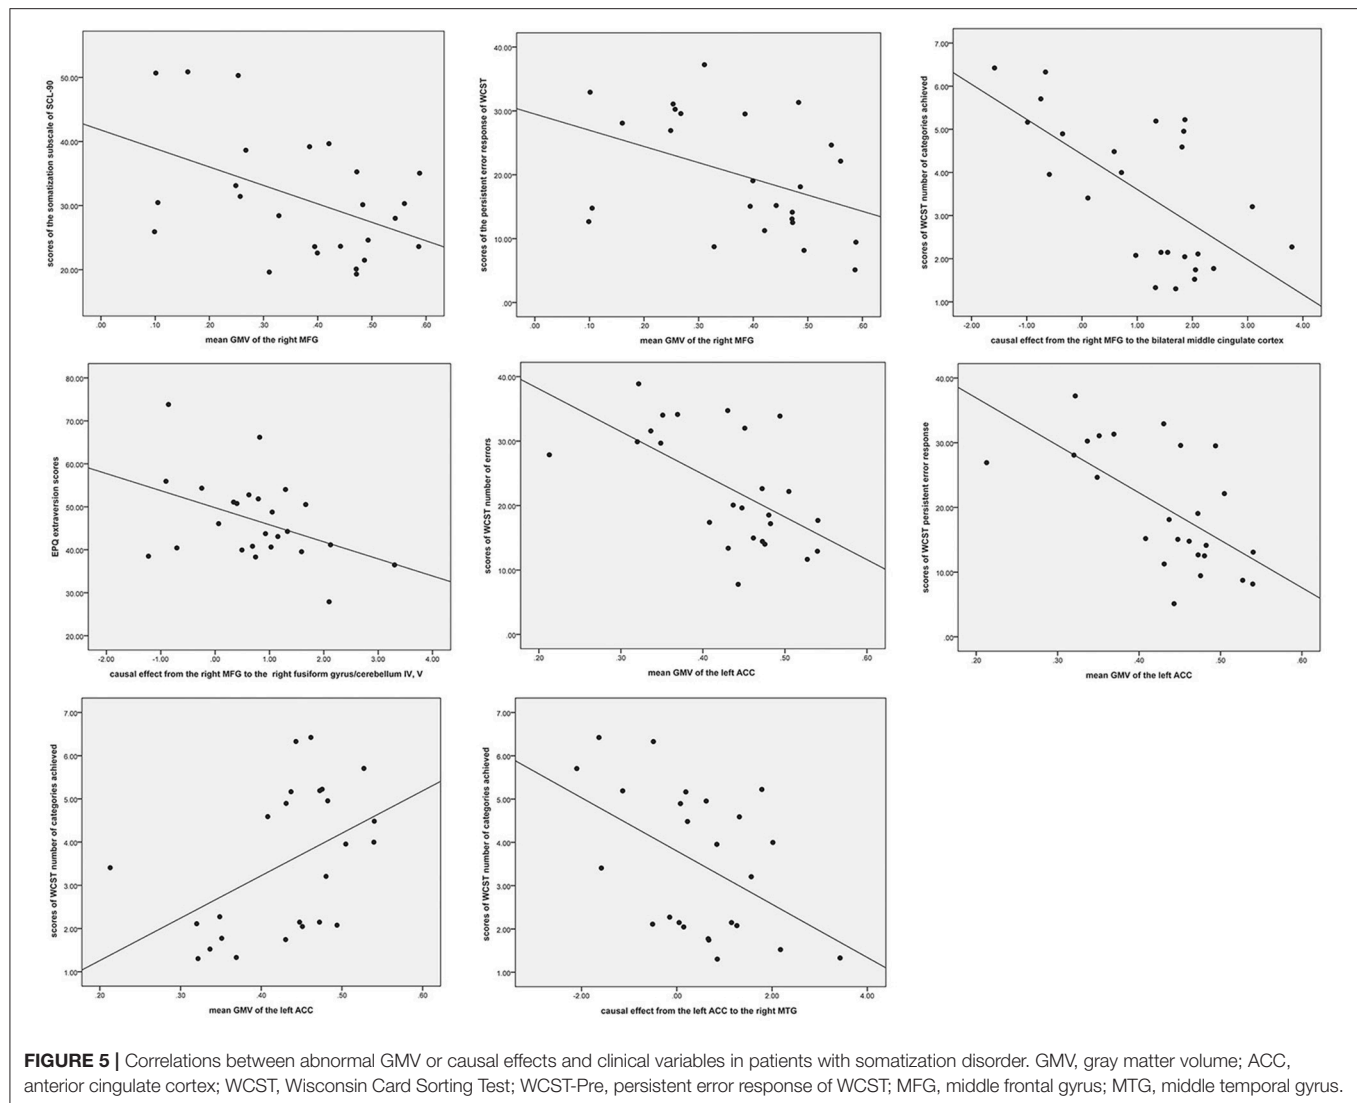 scores of the somatization subscale of SCL-90
50.00
40.00
30.00
20.00
.00 .10 .20 .30 .40 .50 .60
mean GMV of the right MFG
scores of the persistent error response of WCST
40.00
30.00
20.00
10.00
.00
.00 .10 .20 .30 .40 .50 .60
mean GMV of the right MFG
scores of WCST number of categories achieved
7.00
6.00
5.00
4.00
3.00
2.00
1.00
-2.00 -1.00 .00 1.00 2.00 3.00 4.00
causal effect from the right MFG to the bilateral middle cingulate cortex
EPQ extraversion scores
80.00
70.00
60.00
50.00
40.00
30.00
20.00
-2.00 -1.00 .00 1.00 2.00 3.00 4.00
causal effect from the right MFG to the right fusiform gyrus/cerebellum IV, V
scores of WCST number of errors
40.00
30.00
20.00
10.00
.00
.20 .30 .40 .50 .60
mean GMV of the left ACC
scores of WCST persistent error response
40.00
30.00
20.00
10.00
.00
.20 .30 .40 .50 .60
mean GMV of the left ACC
scores of WCST number of categories achieved
7.00
6.00
5.00
4.00
3.00
2.00
1.00
.20 .30 .40 .50 .60
mean GMV of the left ACC
scores of WCST number of categories achieved
7.00
6.00
5.00
4.00
3.00
2.00
1.00
-2.00 .00 2.00 4.00
causal effect from the left ACC to the right MTG
FIGURE 5 | Correlations between abnormal GMV or causal effects and clinical variables in patients with somatization disorder. GMV, gray matter volume; ACC,
anterior cingulate cortex; WCST, Wisconsin Card Sorting Test; WCST-Pre, persistent error response of WCST; MFG, middle frontal gyrus; MTG, middle temporal gyrus.